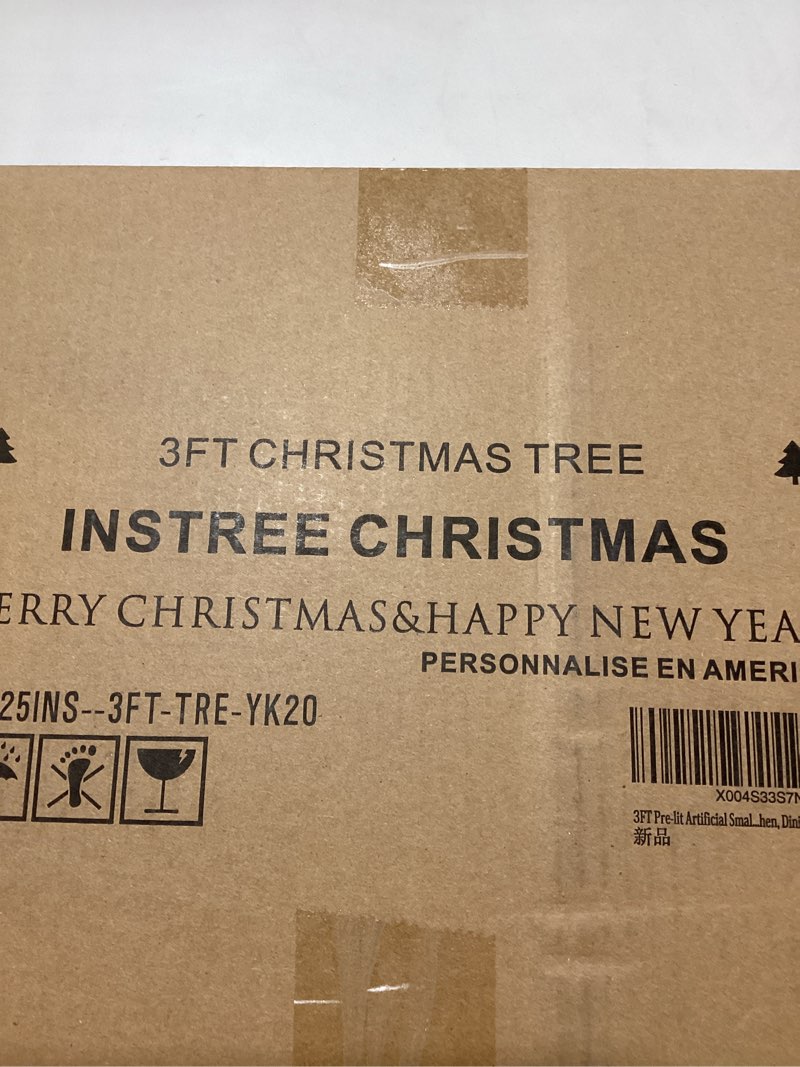 3FT CHRISTMAS TREE
INSTREE CHRISTMAS
ERRY CHRISTMAS&HAPPY NEW YEA
PERSONNALISE EN AMERI
25INS--3FT-TRE-YK20
X004S33S7N
3FT Pre-lit Artificial Smal...hen, Dini
新品